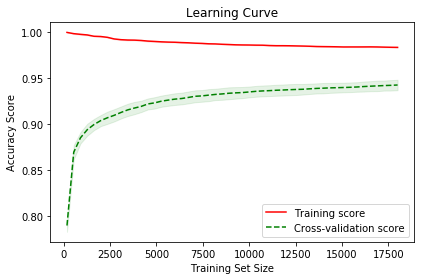 Learning Curve
1.00
0.95
0.90
0.85
0.80
Accuracy Score
0
2500
5000
7500
10000
12500
15000
17500
Training Set Size
Training score
Cross-validation score